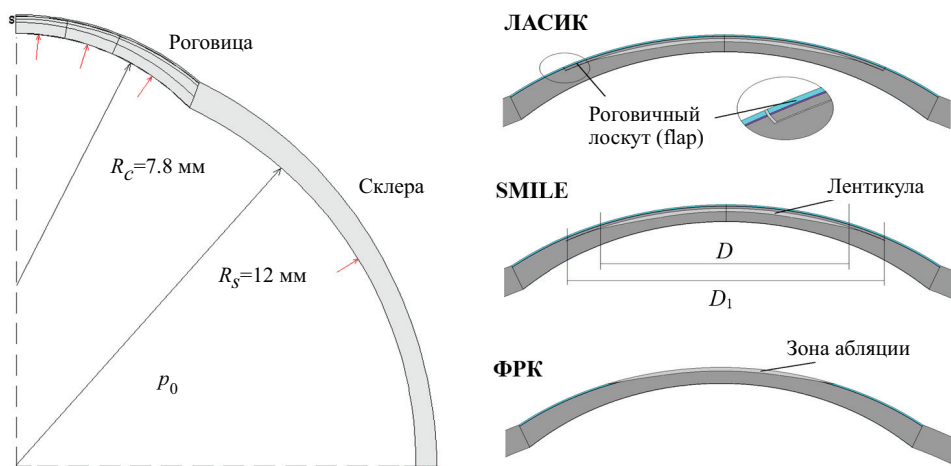 s
Роговица
R_c=7.8 мм
Склера
R_s=12 мм
p_0
ЛАСИК
Роговичный
лоскут (flap)
SMILE
Лентикула
D
D_1
ФРК
Зона абляции